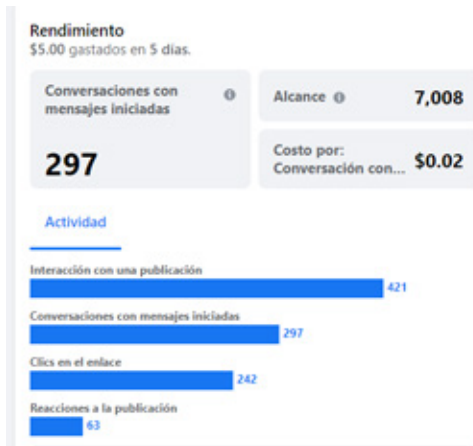 Rendimiento
$5.00 gastados en 5 días.
Conversaciones con
mensajes iniciadas
297
Alcance
7,008
Costo por:
Conversación con...
$0.02
Actividad
Interacción con una publicación
421
Conversaciones con mensajes iniciadas
297
Clics en el enlace
242
Reacciones a la publicación
63